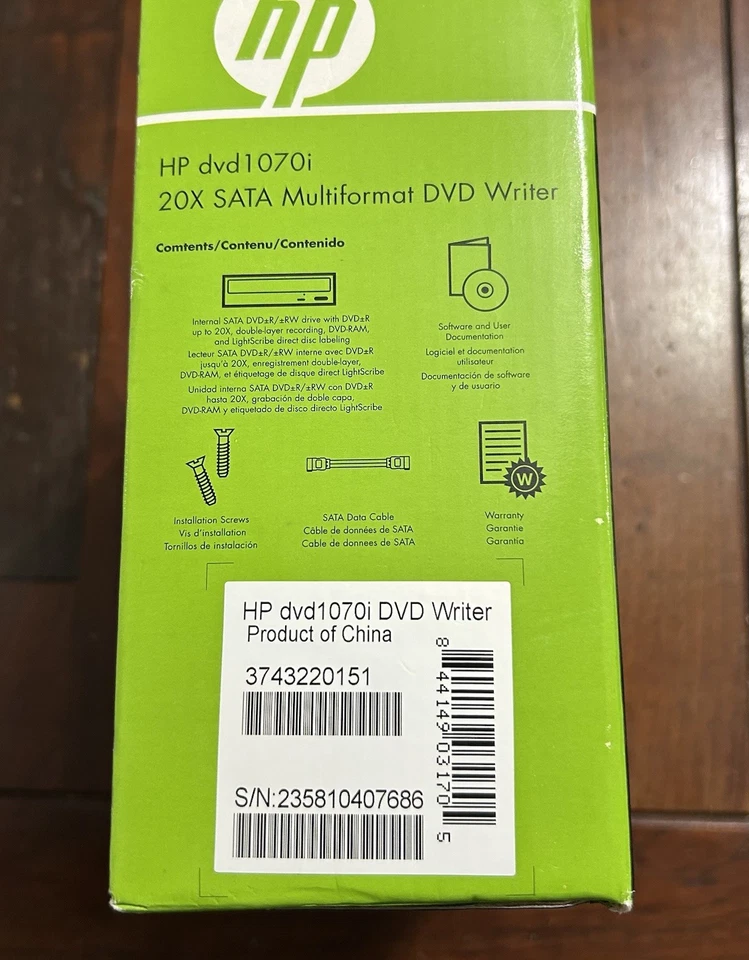 hp
HP dvd1070i
20X SATA Multiformat DVD Writer
Comtents/Contenu/Contenido
Internal SATA DVD±R/±RW drive with DVD±R
up to 20X, double-layer recording, DVD-RAM,
and LightScribe direct disc labeling
Lecteur SATA DVD±R/±RW interne avec DVD±R
jusqu'à 20X, enregistrement double-layer,
DVD-RAM, et étiquetage de disque direct LightScribe
Unidad interna SATA DVD±R/±RW con DVD±R
hasta 20X, grabación de doble capa,
DVD-RAM y etiquetado de disco directo LightScribe
Software and User
Documentation
Logiciel et documentation
utilisateur
Documentación de software
y de usuario
Installation Screws
Vis d'installation
Tornillos de instalación
SATA Data Cable
Câble de données de SATA
Cable de donnees de SATA
W
Warranty
Garantie
Garantía
HP dvd1070i DVD Writer
Product of China
3743220151
S/N:235810407686
8 44149 03170 5